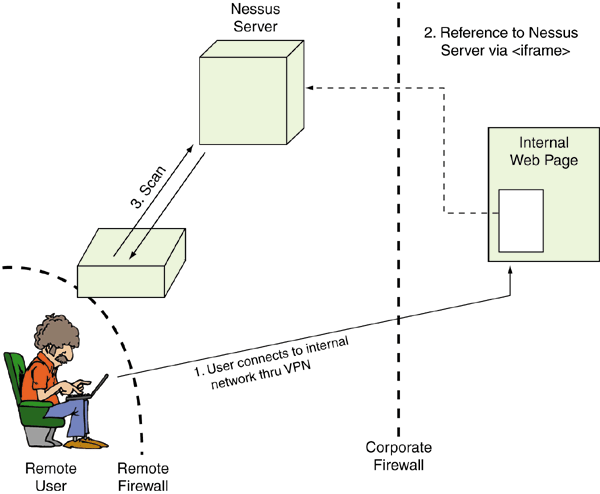 Nessus
Server
2. Reference to Nessus
Server via <iframe>
Internal
Web Page
3. Scan
1. User connects to internal
network thru VPN
Remote
User
Remote
Firewall
Corporate
Firewall